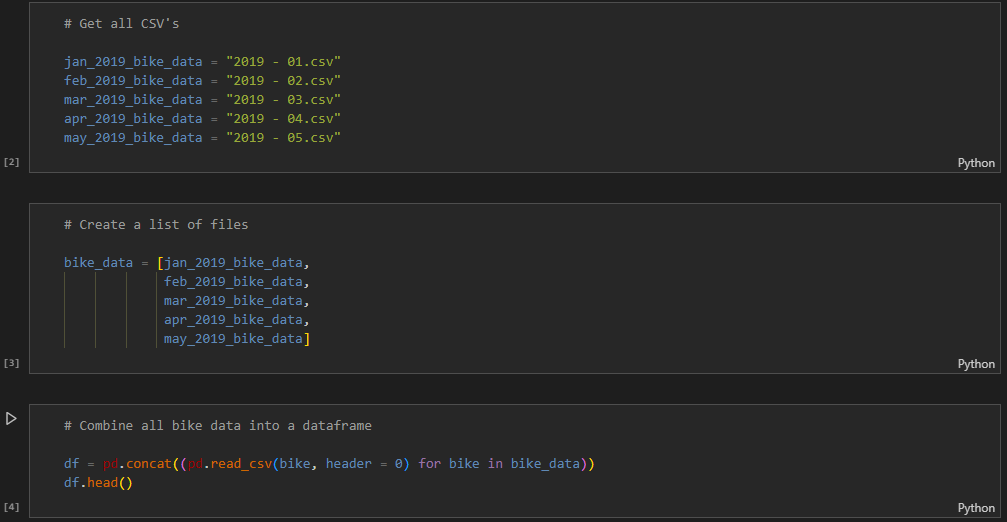 # Get all CSV's
jan_2019_bike_data = "2019 - 01.csv"
feb_2019_bike_data = "2019 - 02.csv"
mar_2019_bike_data = "2019 - 03.csv"
apr_2019_bike_data = "2019 - 04.csv"
may_2019_bike_data = "2019 - 05.csv"
[2]
Python
# Create a list of files
bike_data = [jan_2019_bike_data,
feb_2019_bike_data,
mar_2019_bike_data,
apr_2019_bike_data,
may_2019_bike_data]
[3]
Python
# Combine all bike data into a dataframe
df = pd.concat((pd.read_csv(bike, header = 0) for bike in bike_data))
df.head()
[4]
Python